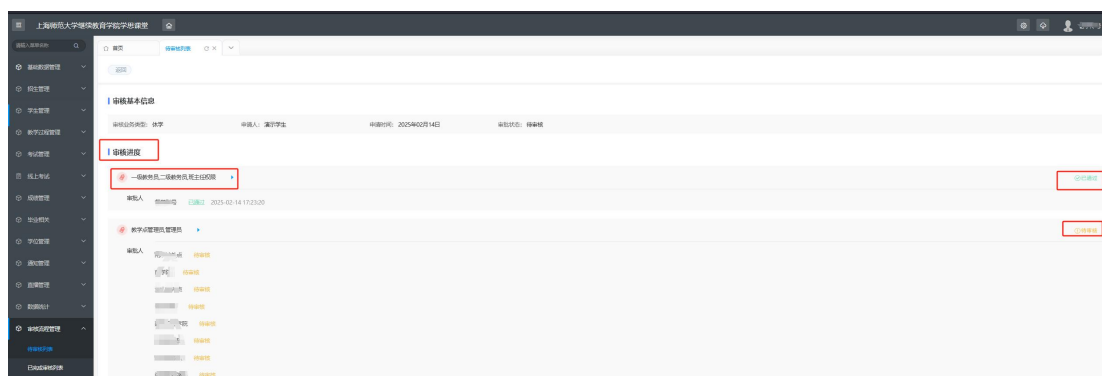 上海师范大学继续教育学院学思课堂
请输入菜单名称
首页
待审核列表
基础数据管理
返回
招生管理
审核基本信息
学生管理
审核业务类型: 休学 申请人: 演示学生 申请时间: 2025年02月14日 审批状态: 待审核
教学过程管理
考试管理
审核进度
线上考试
一级教务员,二级教务员,班主任权限
已通过
成绩管理
审批人 已通过 2025-02-14 17:23:20
毕业相关
教学点管理员,管理员
待审核
学位管理
审批人 待审核
通知管理
待审核
直播管理
待审核
数据统计
待审核
审核流程管理
待审核
待审核列表
待审核
待审核
已完成审核列表
待审核